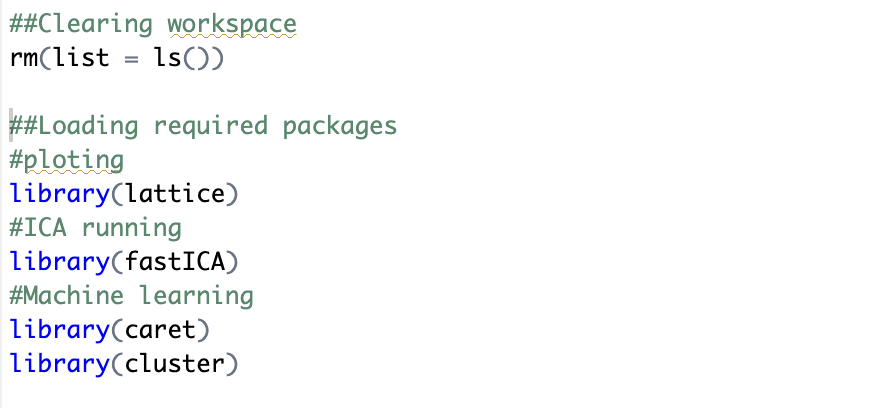 ##Clearing workspace
rm(list = ls())
##Loading required packages
#ploting
library(lattice)
#ICA running
library(fastICA)
#Machine learning
library(caret)
library(cluster)